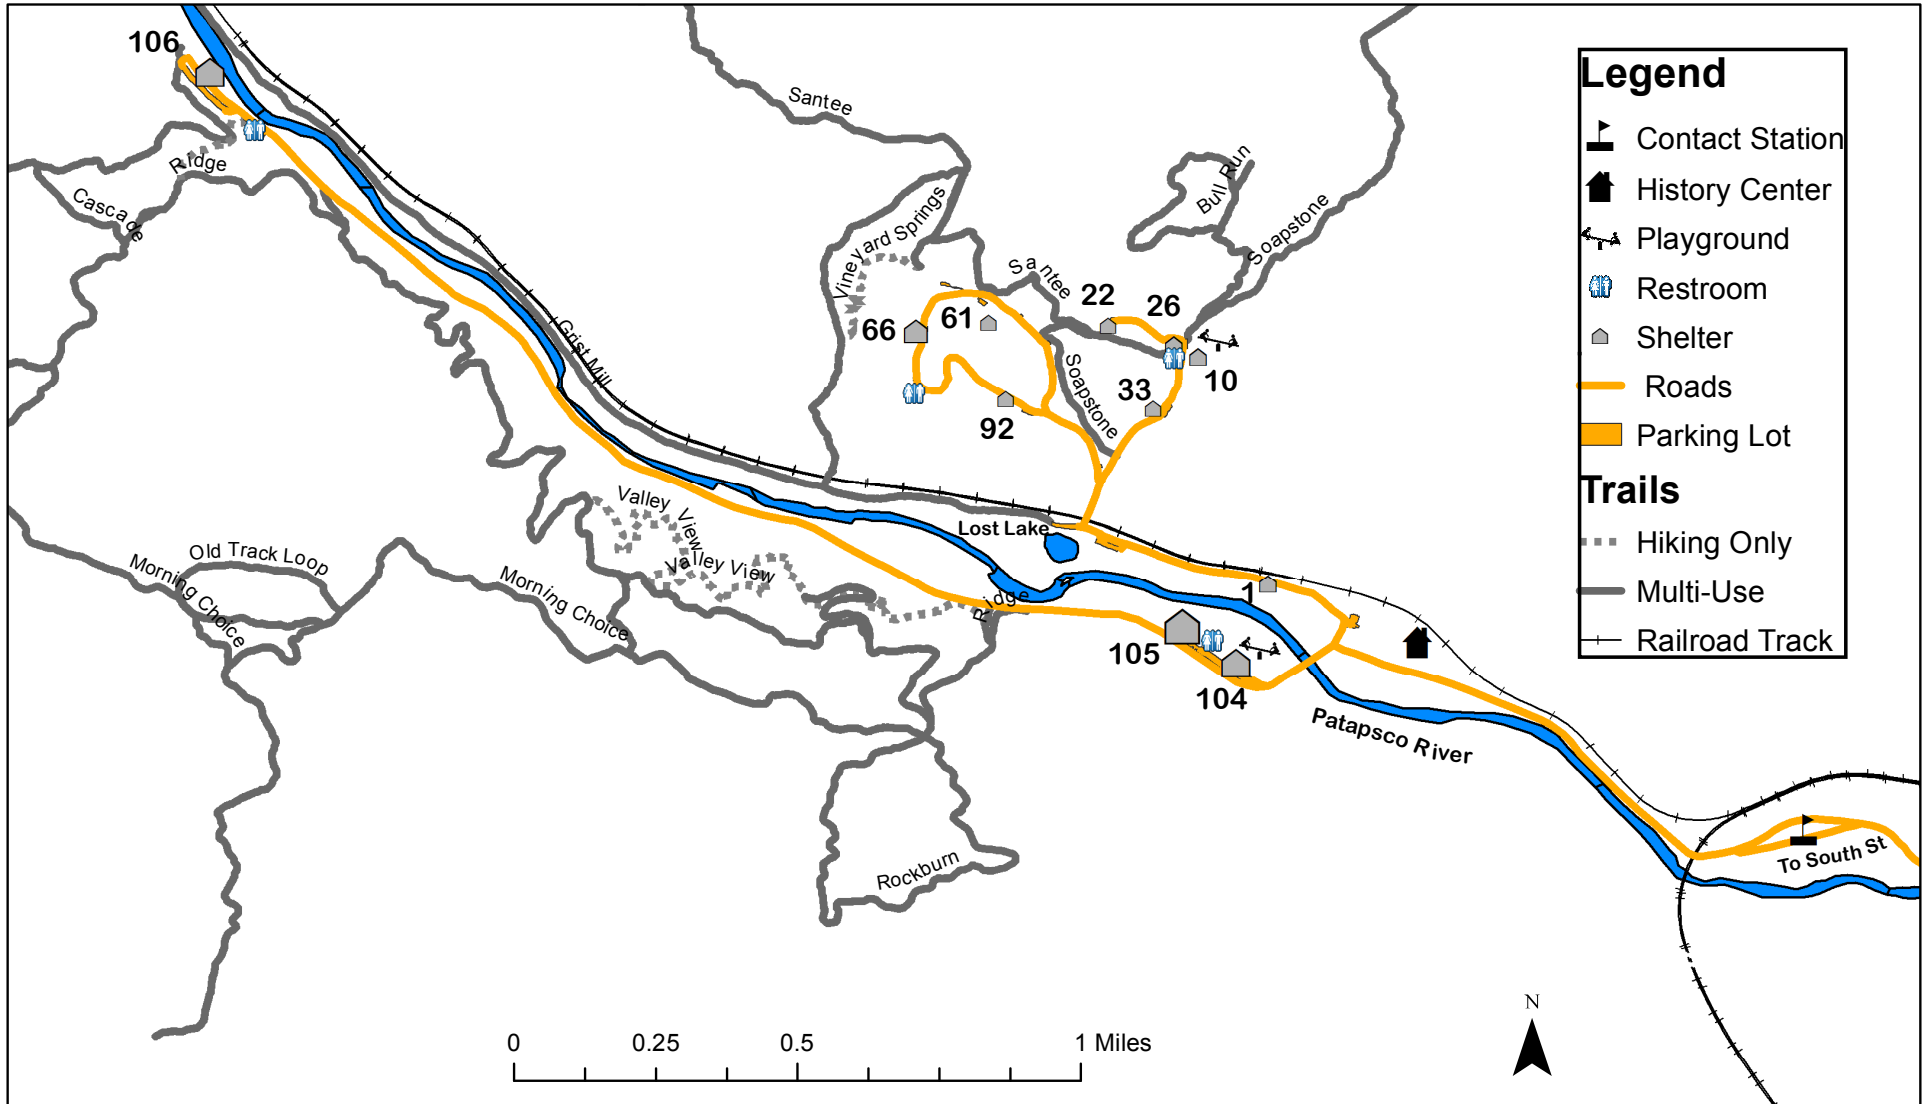 106
Santee
Ridge
Cascade
Bull Run
Soapstone
Vineyard Springs
Santee
22
26
61
66
10
33
92
Soapstone
Grist Mill
Valley View
Valley View
Lost Lake
Old Track Loop
Morning Choice
Morning Choice
Ridge
1
105
104
Patapsco River
Rockburn
To South St
Legend
Contact Station
History Center
Playground
Restroom
Shelter
Roads
Parking Lot
Trails
Hiking Only
Multi-Use
Railroad Track
N
0 0.25 0.5 1 Miles